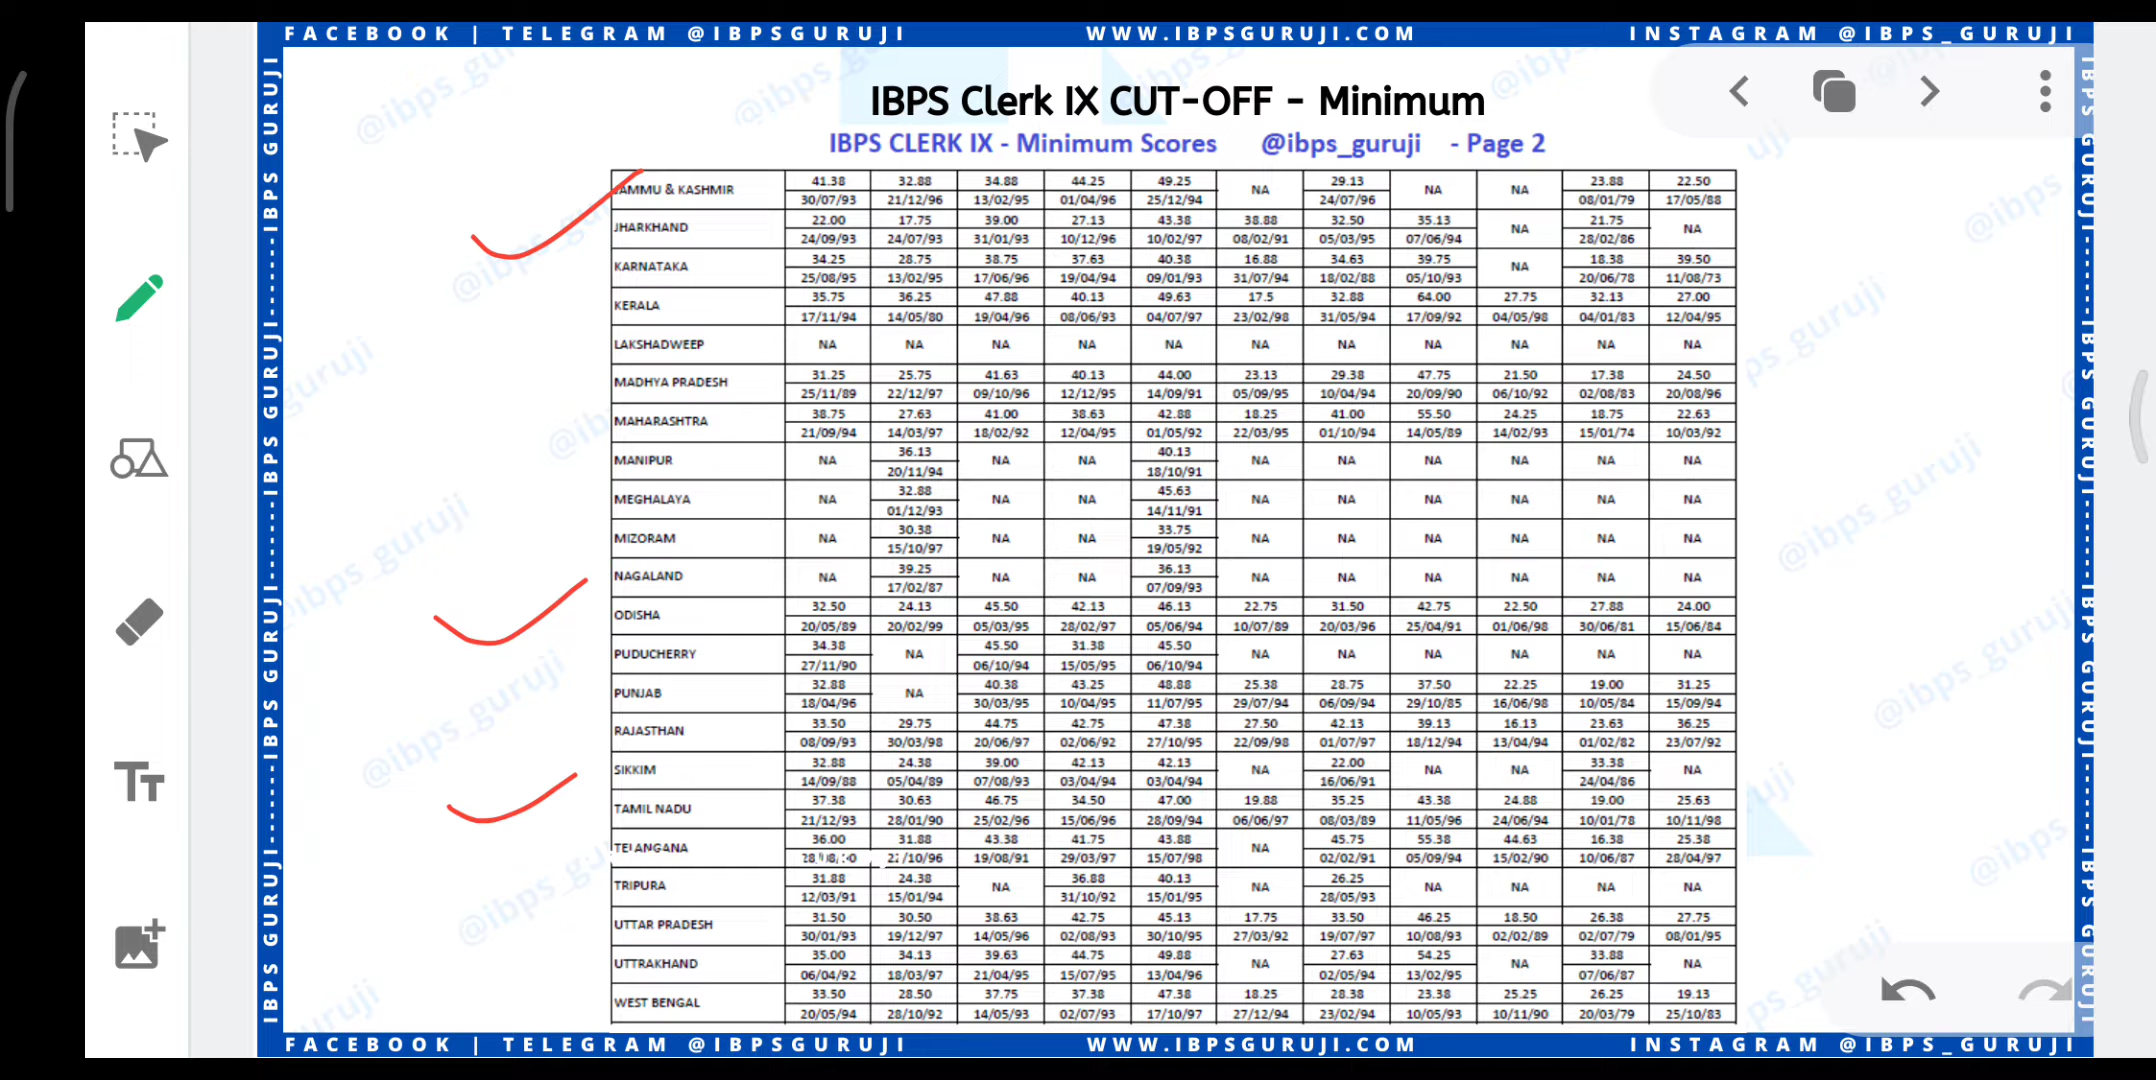 FACEBOOK | TELEGRAM @IBPSGURUJI WWW.IBPSGURUJI.COM INSTAGRAM @IBPS_GURUJI
IBPS Clerk IX CUT-OFF - Minimum
IBPS CLERK IX - Minimum Scores @ibps_guruji - Page 2
JAMMU & KASHMIR 41.38 32.88 34.88 44.25 49.25 NA 29.13 NA NA 23.88 22.50
30/07/93 21/12/96 13/02/95 01/04/96 25/12/94 24/07/96 08/01/79 17/05/88
JHARKHAND 22.00 17.75 39.00 27.13 43.38 38.88 32.50 35.13 NA 21.75 NA
24/09/93 24/07/93 31/01/93 10/12/96 10/02/97 08/02/91 05/03/95 07/06/94 28/02/86
KARNATAKA 34.25 28.75 38.75 37.63 40.38 16.88 34.63 39.75 NA 18.38 39.50
25/08/95 13/02/95 17/06/96 19/04/94 09/01/93 31/07/94 18/02/88 05/10/93 20/06/78 11/08/73
KERALA 35.75 36.25 47.88 40.13 49.63 17.5 32.88 64.00 27.75 32.13 27.00
17/11/94 14/05/80 19/04/96 08/06/93 04/07/97 23/02/98 31/05/94 17/09/92 04/05/98 04/01/83 12/04/95
LAKSHADWEEP NA NA NA NA NA NA NA NA NA NA NA
MADHYA PRADESH 31.25 25.75 41.63 40.13 44.00 23.13 29.38 47.75 21.50 17.38 24.50
25/11/89 22/12/97 09/10/96 12/12/95 14/09/91 05/09/95 10/04/94 20/09/90 06/10/92 02/08/83 20/08/96
MAHARASHTRA 38.75 27.63 41.00 38.63 42.88 18.25 41.00 55.50 24.25 18.75 22.63
21/09/94 14/03/97 18/02/92 12/04/95 01/05/92 22/03/95 01/10/94 14/05/89 14/02/93 15/01/74 10/03/92
MANIPUR NA 36.13 NA NA 40.13 NA NA NA NA NA NA
20/11/94 18/10/91
MEGHALAYA NA 32.88 NA NA 45.63 NA NA NA NA NA NA
01/12/93 14/11/91
MIZORAM NA 30.38 NA NA 33.75 NA NA NA NA NA NA
15/10/97 19/05/92
NAGALAND NA 39.25 NA NA 36.13 NA NA NA NA NA NA
17/02/87 07/09/93
ODISHA 32.50 24.13 45.50 42.13 46.13 22.75 31.50 42.75 22.50 27.88 24.00
20/05/89 20/02/99 05/03/95 28/02/97 05/06/94 10/07/89 20/03/96 25/04/91 01/06/98 30/06/81 15/06/84
PUDUCHERRY 34.38 NA 45.50 31.38 45.50 NA NA NA NA NA NA
27/11/90 06/10/94 15/05/95 06/10/94
PUNJAB 32.88 NA 40.38 43.25 48.88 25.38 28.75 37.50 22.25 19.00 31.25
18/04/96 30/03/95 10/04/95 11/07/95 29/07/94 06/09/94 29/10/85 16/06/98 10/05/84 15/09/94
RAJASTHAN 33.50 29.75 44.75 42.75 47.38 27.50 42.13 39.13 16.13 23.63 36.25
08/09/93 30/03/98 20/06/97 02/06/92 27/10/95 22/09/98 01/07/97 18/12/94 13/04/94 01/02/82 23/07/92
SIKKIM 32.88 24.38 39.00 42.13 42.13 NA 22.00 NA NA 33.38 NA
14/09/88 05/04/89 07/08/93 03/04/94 03/04/94 16/06/91 24/04/86
TAMIL NADU 37.38 30.63 46.75 34.50 47.00 19.88 35.25 43.38 24.88 19.00 25.63
21/12/93 28/01/90 25/02/96 15/06/96 28/09/94 06/06/97 08/03/89 11/05/96 24/06/94 10/01/78 10/11/98
TELANGANA 36.00 31.88 43.38 41.75 43.88 NA 45.75 55.38 44.63 16.38 25.38
19/08/91 29/03/97 15/07/98 02/02/91 05/09/94 15/02/90 10/06/87 28/04/97
TRIPURA 31.88 24.38 NA 36.88 40.13 NA 26.25 NA NA NA NA
12/03/91 15/01/94 31/10/92 15/01/95 28/05/93
UTTAR PRADESH 31.50 30.50 38.63 42.75 45.13 17.75 33.50 46.25 18.50 26.38 27.75
30/01/93 19/12/97 14/05/96 02/08/93 30/10/95 27/03/92 19/07/97 10/08/93 02/02/89 02/07/79 08/01/95
UTTRAKHAND 35.00 34.13 39.63 44.75 49.88 NA 27.63 54.25 NA 33.88 NA
06/04/92 18/03/97 21/04/95 15/07/95 13/04/96 02/05/94 13/02/95 07/06/87
WEST BENGAL 33.50 28.50 37.75 37.38 47.38 18.25 28.38 23.38 25.25 26.25 19.13
20/05/94 28/10/92 14/05/93 02/07/93 17/10/97 27/12/94 23/02/94 10/05/93 10/11/90 20/03/79 25/10/83
FACEBOOK | TELEGRAM @IBPSGURUJI WWW.IBPSGURUJI.COM INSTAGRAM @IBPS_GURUJI